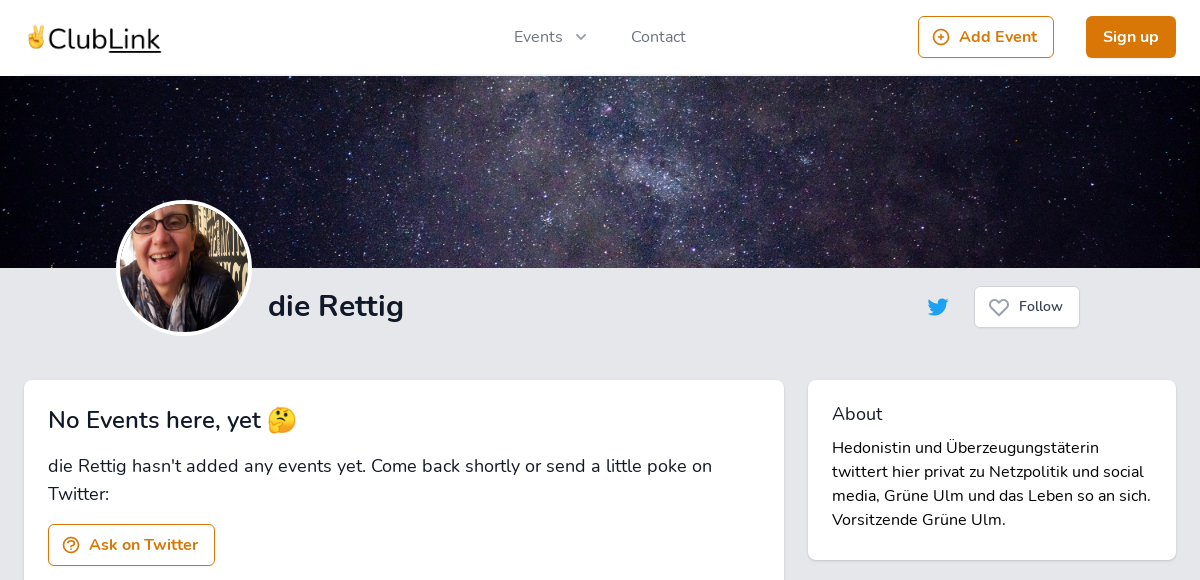 ✌️ClubLink
Events
Contact
Add Event
Sign up
die Rettig
Follow
No Events here, yet 🤔
die Rettig hasn't added any events yet. Come back shortly or send a little poke on
Twitter:
Ask on Twitter
About
Hedonistin und Überzeugungstäterin
twittert hier privat zu Netzpolitik und social
media, Grüne Ulm und das Leben so an sich.
Vorsitzende Grüne Ulm.